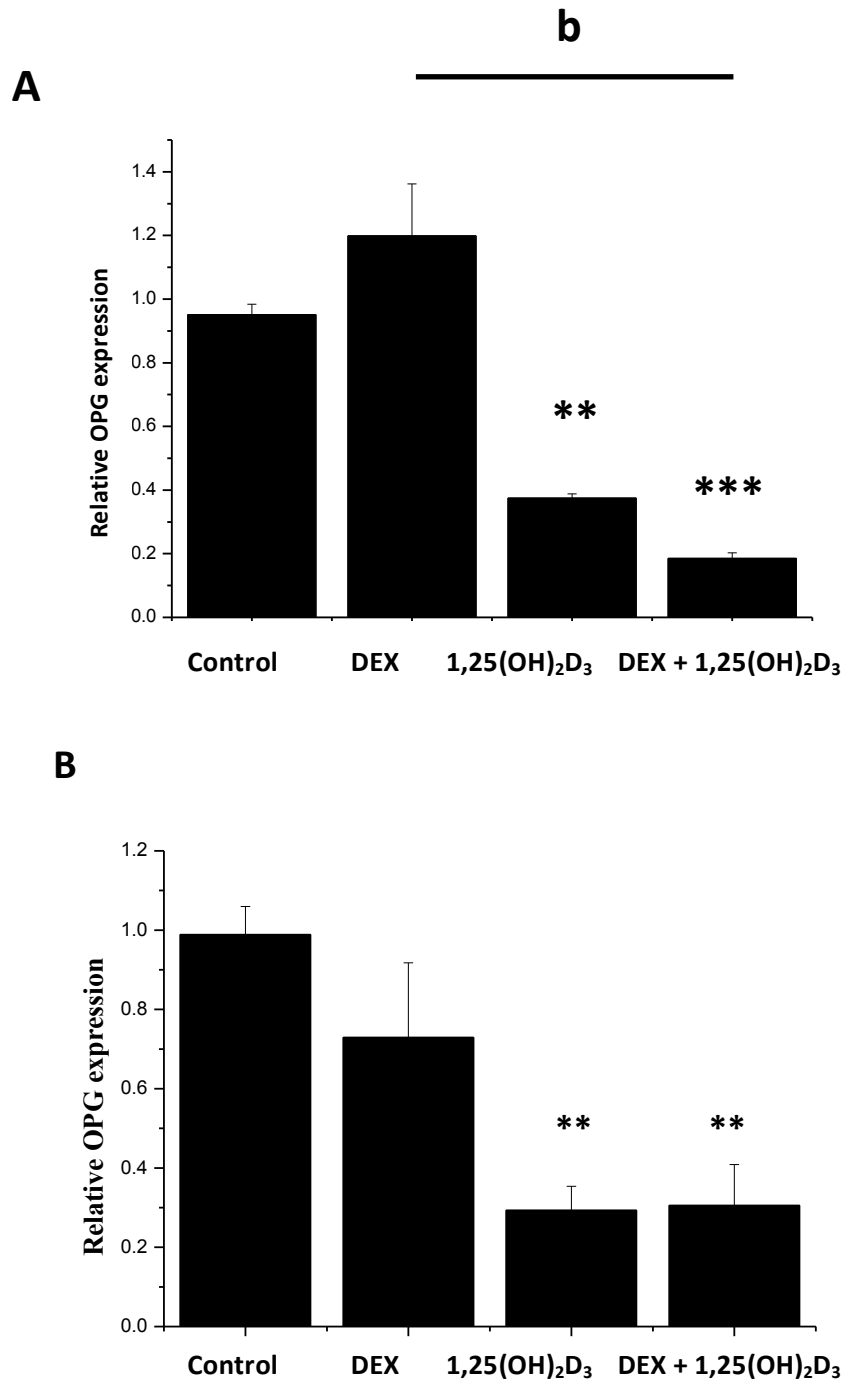 b
A
1.4
1.2
1.0
0.8
0.6
0.4
0.2
0.0
Relative OPG expression
**
***
Control DEX 1,25(OH)₂D₃ DEX + 1,25(OH)₂D₃
B
1.2
1.0
0.8
0.6
0.4
0.2
0.0
Relative OPG expression
** **
Control DEX 1,25(OH)₂D₃ DEX + 1,25(OH)₂D₃